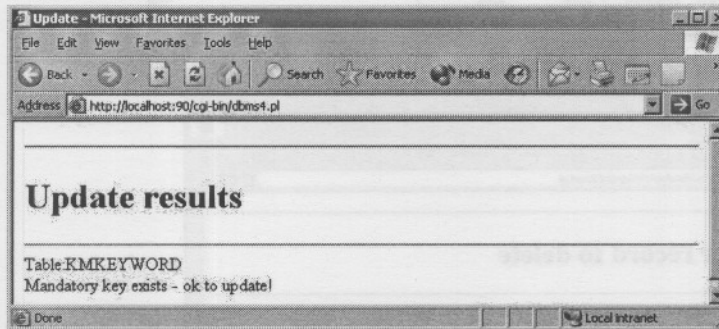 Update - Microsoft Internet Explorer
File Edit View Favorites Tools Help
Back Search Favorites Media
Address http://localhost:90/cgi-bin/dbms4.pl Go
Update results
Table:KMKEYWORD
Mandatory key exists - ok to update!
Done Local intranet